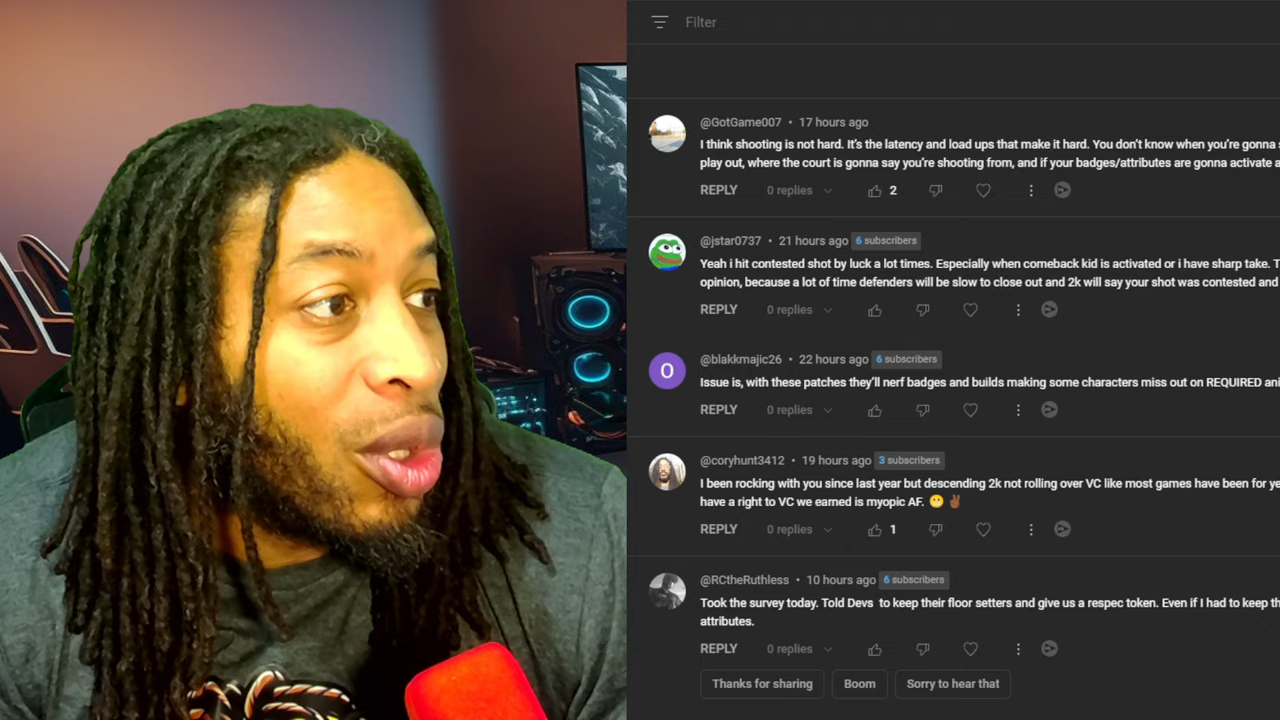 Filter
@GotGame007 • 17 hours ago
I think shooting is not hard. It's the latency and load ups that make it hard. You don't know when you're gonna
play out, where the court is gonna say you're shooting from, and if your badges/attributes are gonna activate
REPLY 0 replies 2
@jstar0737 • 21 hours ago 6 subscribers
Yeah i hit contested shot by luck a lot times. Especially when comeback kid is activated or i have sharp take.
opinion, because a lot of time defenders will be slow to close out and 2k will say your shot was contested and
REPLY 0 replies
O
@blakkmajic26 • 22 hours ago 6 subscribers
Issue is, with these patches they'll nerf badges and builds making some characters miss out on REQUIRED
REPLY 0 replies
@coryhunt3412 • 19 hours ago 3 subscribers
I been rocking with you since last year but descending 2k not rolling over VC like most games have been for
have a right to VC we earned is myopic AF. 😬 ✌🏾
REPLY 0 replies 1
@RCtheRuthless • 10 hours ago 6 subscribers
Took the survey today. Told Devs to keep their floor setters and give us a respec token. Even if I had to keep
attributes.
REPLY 0 replies
Thanks for sharing Boom Sorry to hear that